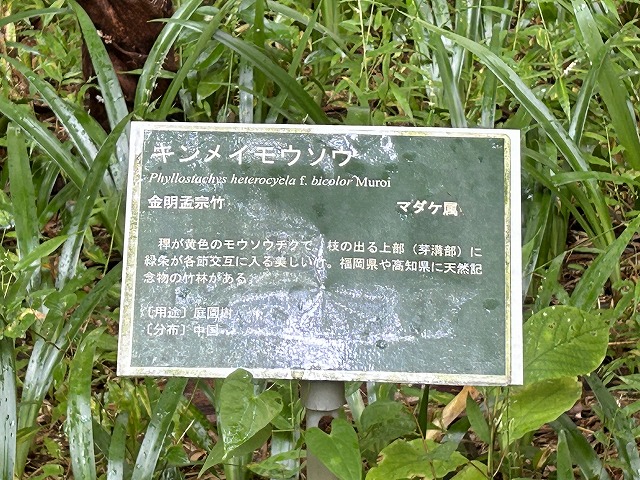 キンメイモウソウ
Phyllostachys heterocycla f. bicolor Muroi
金明孟宗竹 マダケ属
稈が黄色のモウソウチクで、枝の出る上部（芽溝部）に
緑条が各節交互に入る美しい竹。福岡県や高知県に天然記
念物の竹林がある。
〔用途〕庭園樹
〔分布〕中国